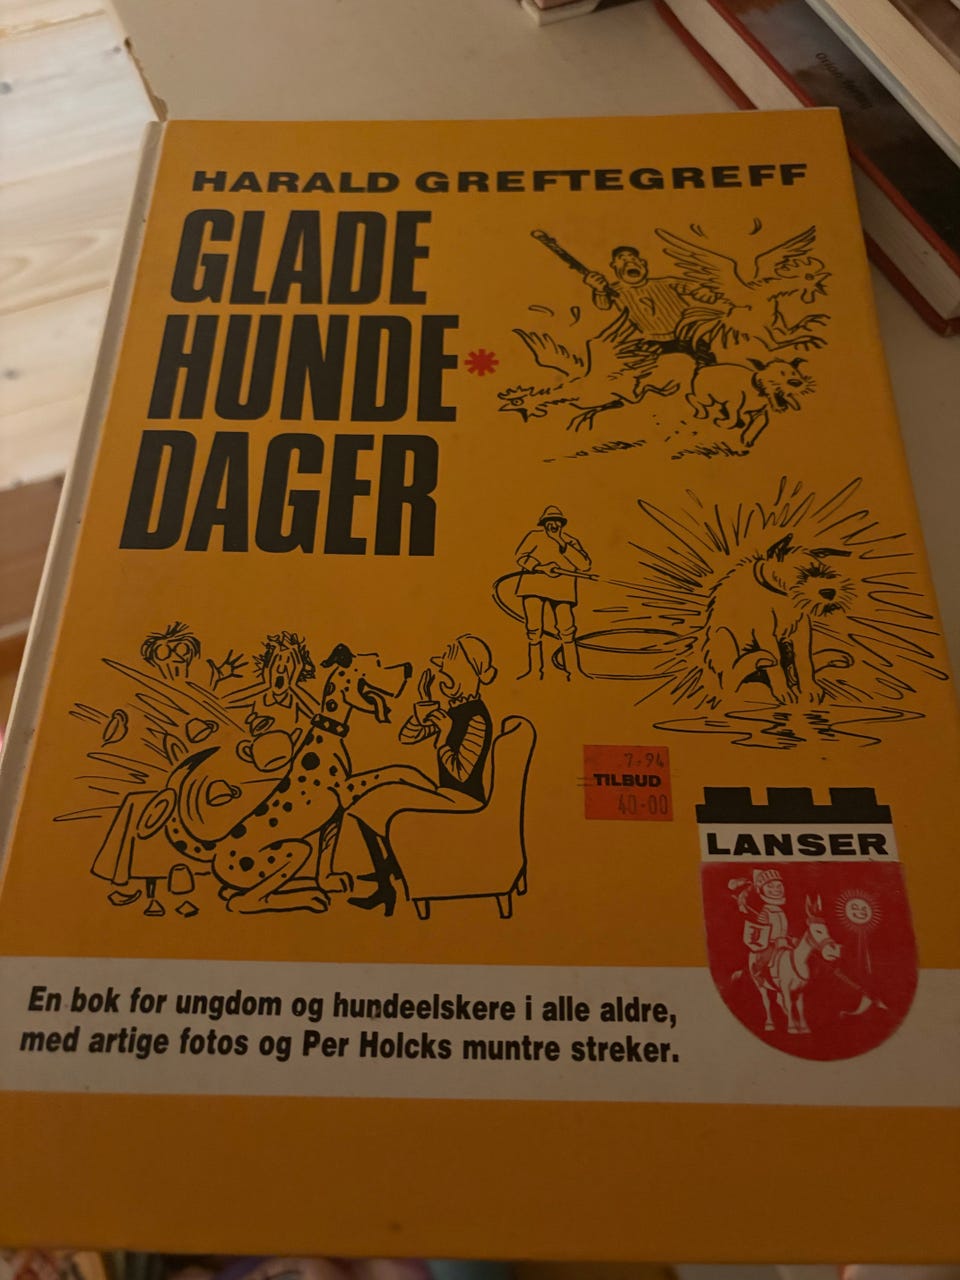 HARALD GREFTEGREFF
GLADE
HUNDE*
DAGER
7.94
TILBUD
40-00
LANSER
L
En bok for ungdom og hundeelskere i alle aldre,
med artige fotos og Per Holcks muntre streker.